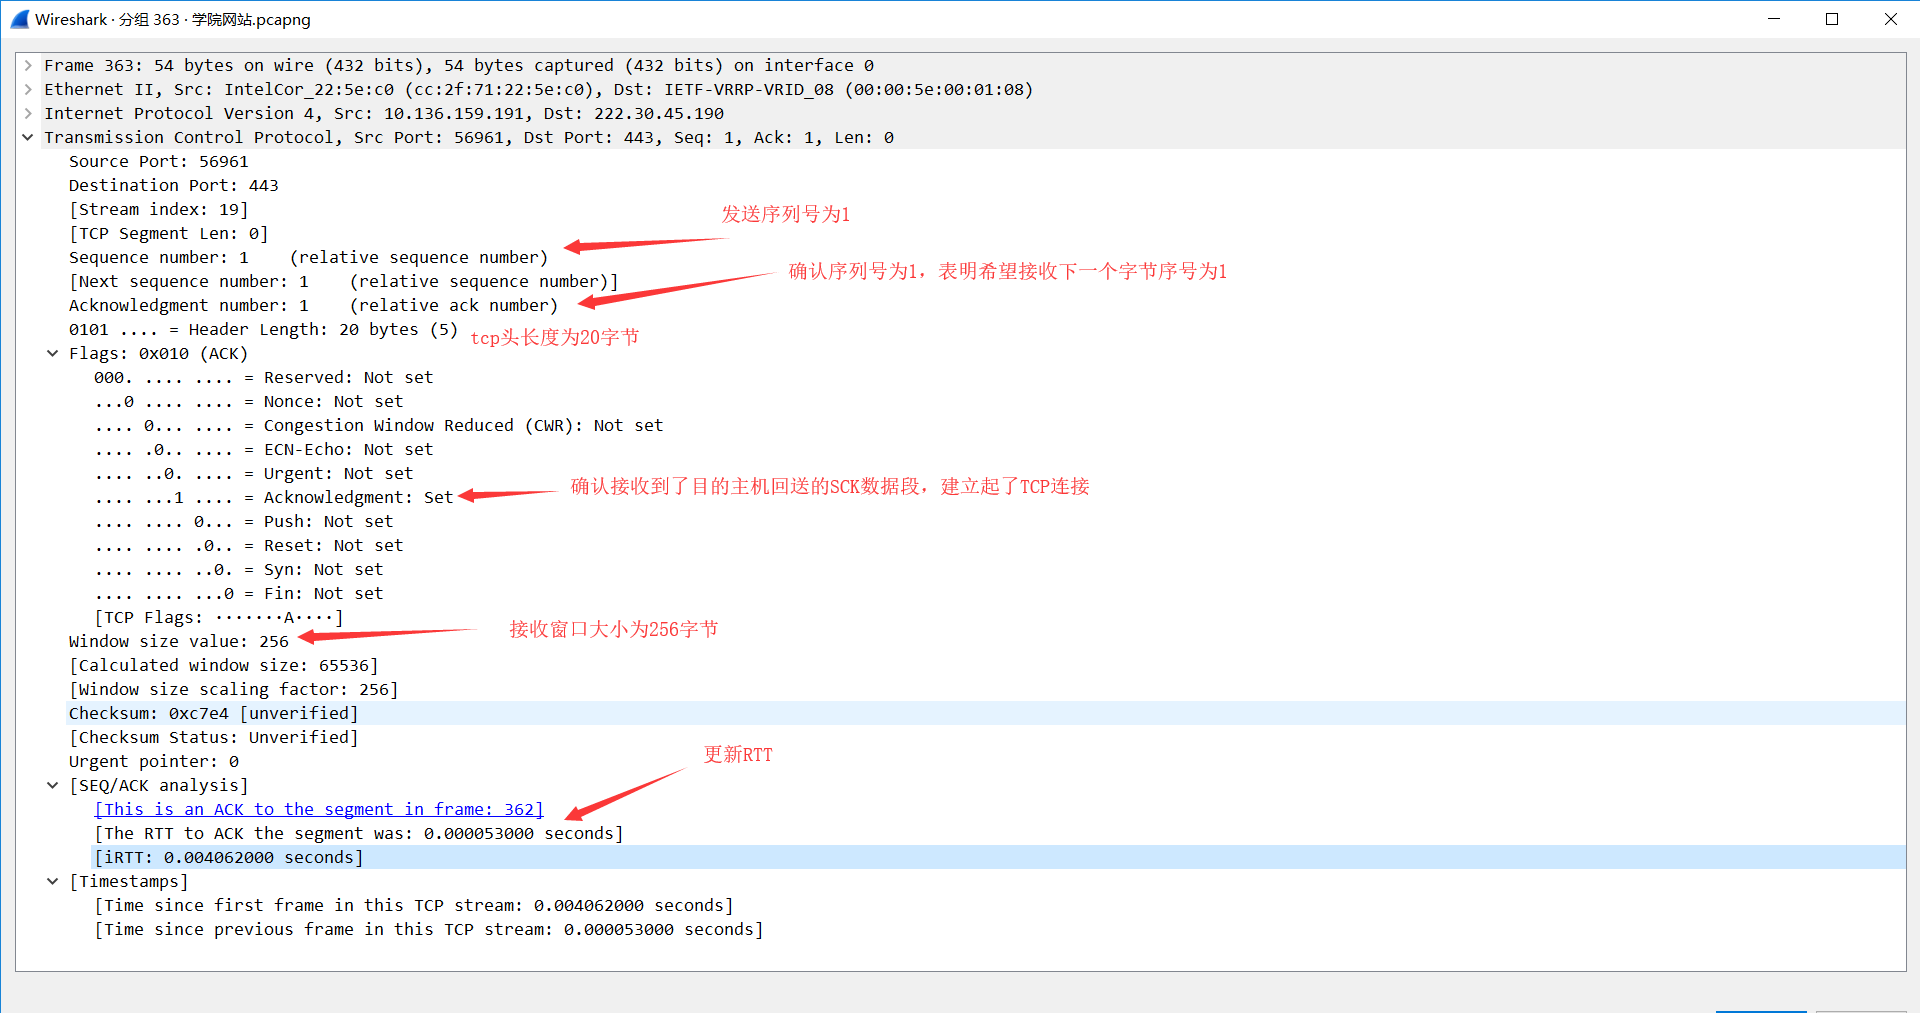 Wireshark · 分组 363 · 学院网站.pcapng
Frame 363: 54 bytes on wire (432 bits), 54 bytes captured (432 bits) on interface 0
Ethernet II, Src: IntelCor_22:5e:c0 (cc:2f:71:22:5e:c0), Dst: IETF-VRRP-VRID_08 (00:00:5e:00:01:08)
Internet Protocol Version 4, Src: 10.136.159.191, Dst: 222.30.45.190
Transmission Control Protocol, Src Port: 56961, Dst Port: 443, Seq: 1, Ack: 1, Len: 0
Source Port: 56961
Destination Port: 443
[Stream index: 19]
发送序列号为1
[TCP Segment Len: 0]
Sequence number: 1    (relative sequence number)
确认序列号为1，表明希望接收下一个字节序号为1
[Next sequence number: 1    (relative sequence number)]
Acknowledgment number: 1    (relative ack number)
0101 .... = Header Length: 20 bytes (5)
tcp头长度为20字节
Flags: 0x010 (ACK)
000. .... .... = Reserved: Not set
...0 .... .... = Nonce: Not set
.... 0... .... = Congestion Window Reduced (CWR): Not set
.... .0.. .... = ECN-Echo: Not set
.... ..0. .... = Urgent: Not set
.... ...1 .... = Acknowledgment: Set
确认接收到了目的主机回送的SCK数据段，建立起了TCP连接
.... .... 0... = Push: Not set
.... .... .0.. = Reset: Not set
.... .... ..0. = Syn: Not set
.... .... ...0 = Fin: Not set
[TCP Flags: ·······A····]
接收窗口大小为256字节
Window size value: 256
[Calculated window size: 65536]
[Window size scaling factor: 256]
Checksum: 0xc7e4 [unverified]
[Checksum Status: Unverified]
更新RTT
Urgent pointer: 0
[SEQ/ACK analysis]
[This is an ACK to the segment in frame: 362]
[The RTT to ACK the segment was: 0.000053000 seconds]
[iRTT: 0.004062000 seconds]
[Timestamps]
[Time since first frame in this TCP stream: 0.004062000 seconds]
[Time since previous frame in this TCP stream: 0.000053000 seconds]